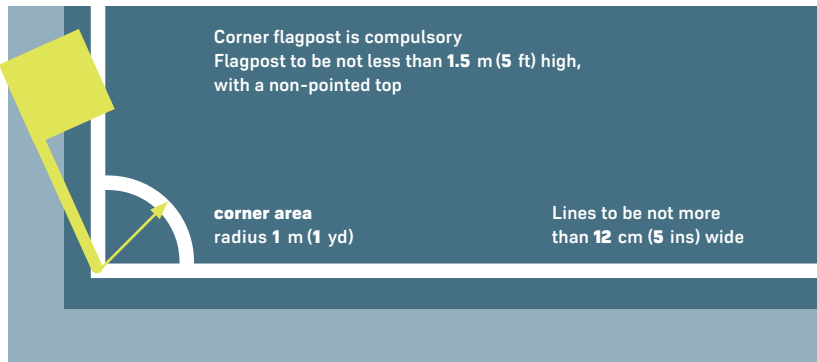 Corner flagpost is compulsory
Flagpost to be not less than 1.5 m (5 ft) high,
with a non-pointed top
corner area
radius 1 m (1 yd)
Lines to be not more
than 12 cm (5 ins) wide